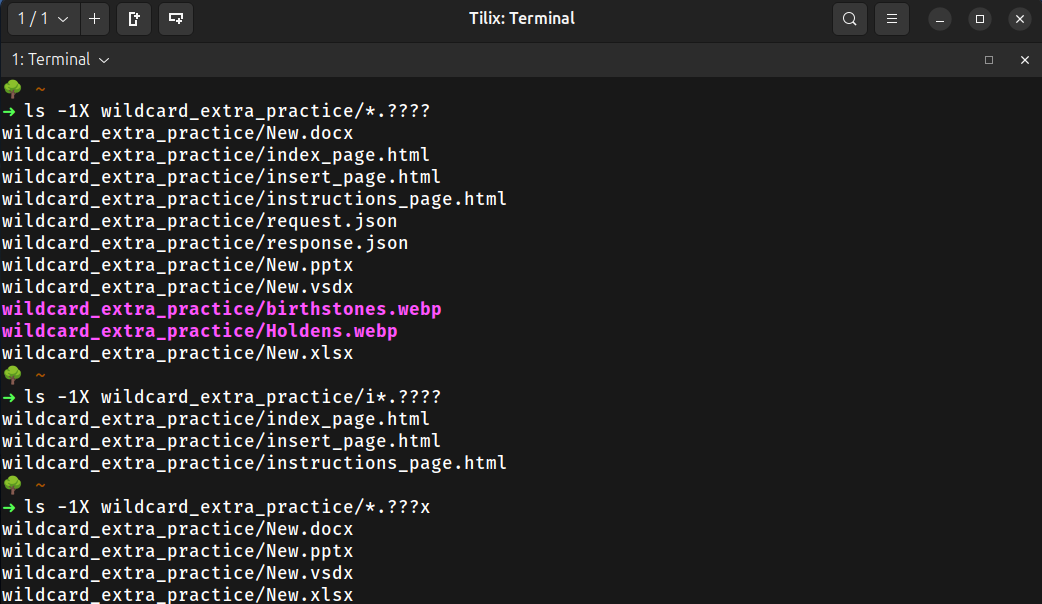 1 / 1
Tilix: Terminal
1: Terminal
~
→ ls -1X wildcard_extra_practice/*.????
wildcard_extra_practice/New.docx
wildcard_extra_practice/index_page.html
wildcard_extra_practice/insert_page.html
wildcard_extra_practice/instructions_page.html
wildcard_extra_practice/request.json
wildcard_extra_practice/response.json
wildcard_extra_practice/New.pptx
wildcard_extra_practice/New.vsdx
wildcard_extra_practice/birthstones.webp
wildcard_extra_practice/Holdens.webp
wildcard_extra_practice/New.xlsx
~
→ ls -1X wildcard_extra_practice/i*.????
wildcard_extra_practice/index_page.html
wildcard_extra_practice/insert_page.html
wildcard_extra_practice/instructions_page.html
~
→ ls -1X wildcard_extra_practice/*.???x
wildcard_extra_practice/New.docx
wildcard_extra_practice/New.pptx
wildcard_extra_practice/New.vsdx
wildcard_extra_practice/New.xlsx